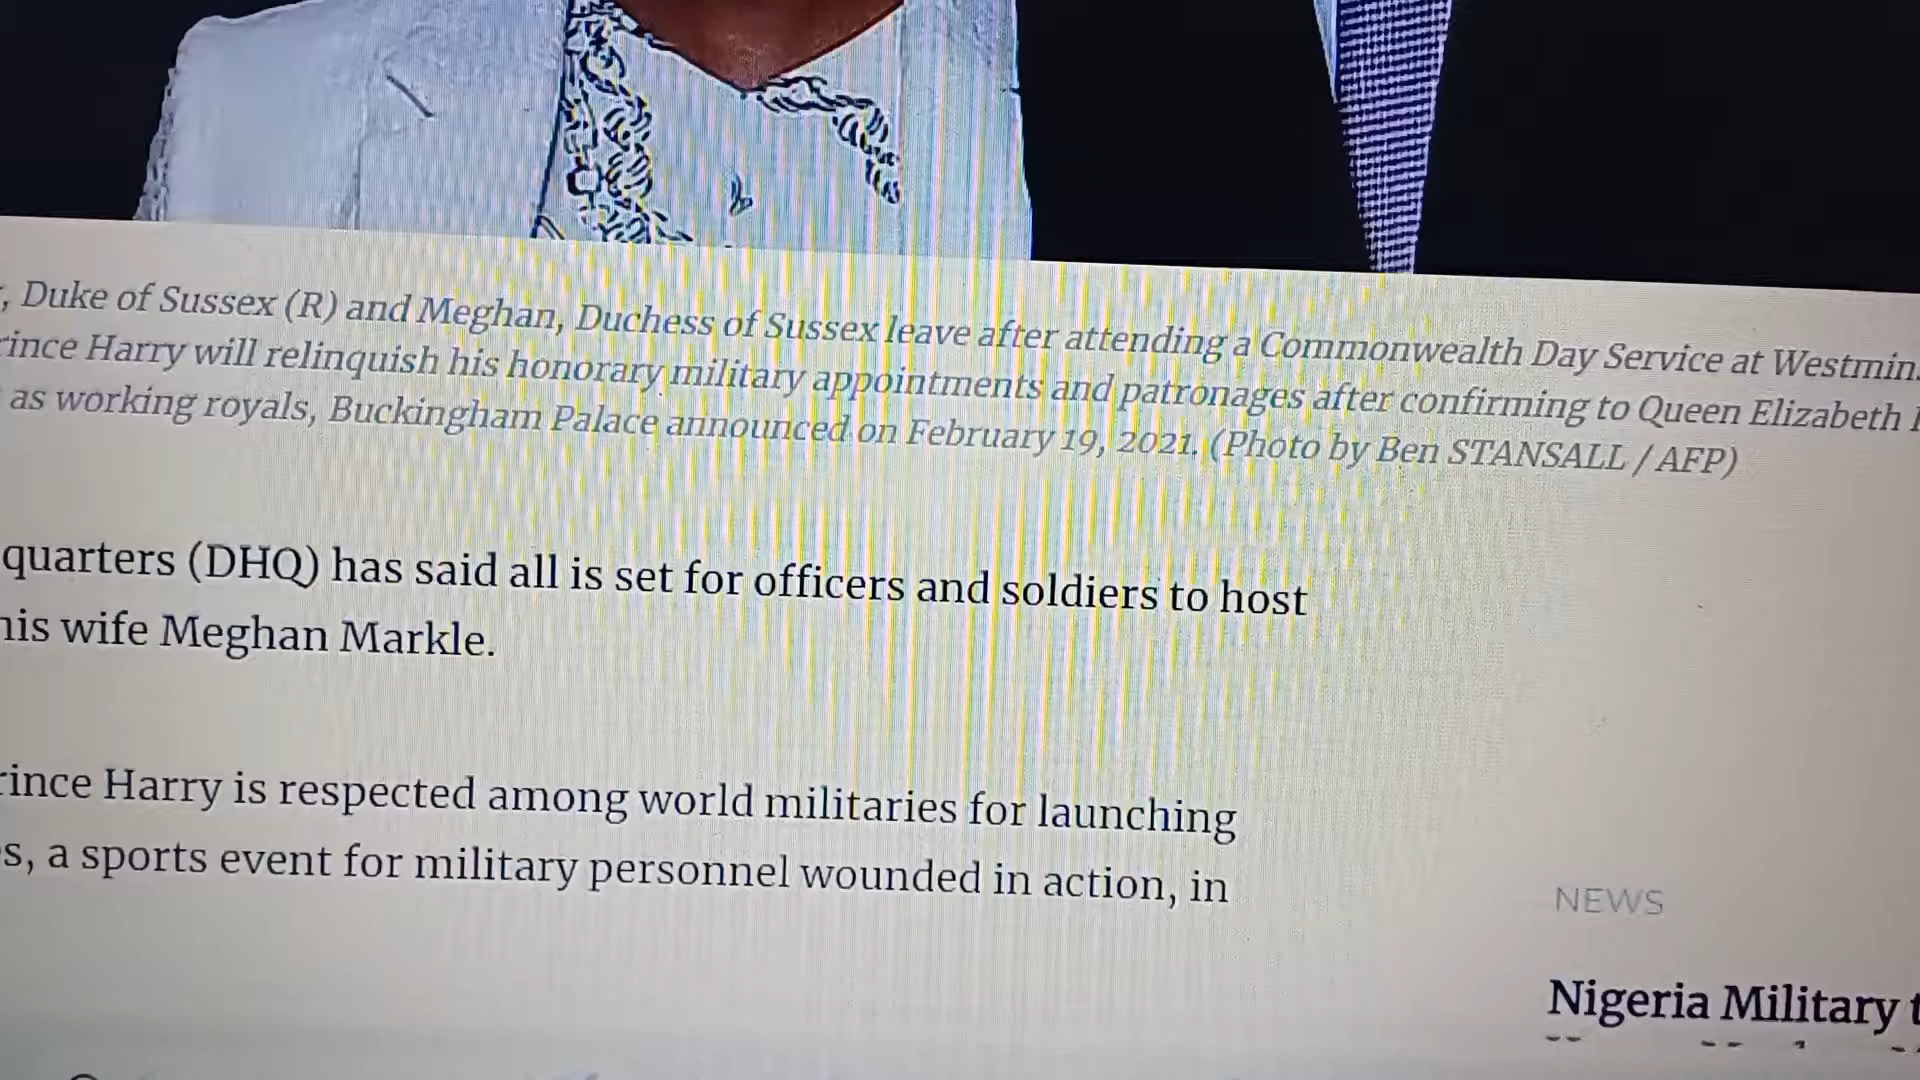 , Duke of Sussex (R) and Meghan, Duchess of Sussex leave after attending a Commonwealth Day Service at
Harry will relinquish his honorary military appointments and patronages after confirming to Queen Elizabeth
as working royals, Buckingham Palace announced on February 19, 2021. (Photo by Ben STANSALL / AFP)
quarters (DHQ) has said all is set for officers and soldiers to host
his wife Meghan Markle.
Harry is respected among world militaries for launching
s, a sports event for military personnel wounded in action, in
NEWS
Nigeria Military